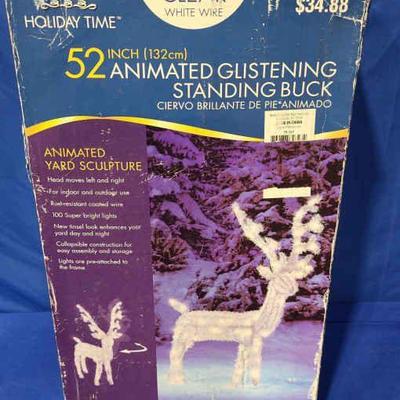 $34.88
HOLIDAY TIME™
WHITE WIRE
52 INCH (132cm) ANIMATED GLISTENING
STANDING BUCK
CIERVO BRILLANTE DE PIE ANIMADO
ANIMATED
YARD SCULPTURE
Head moves left and right
For indoor and outdoor use
Rust-resistant coated wire
100 Super bright lights
New tinsel look enhances your
yard day and night
Collapsible construction for
easy assembly and storage
Lights are pre-attached to
the frame